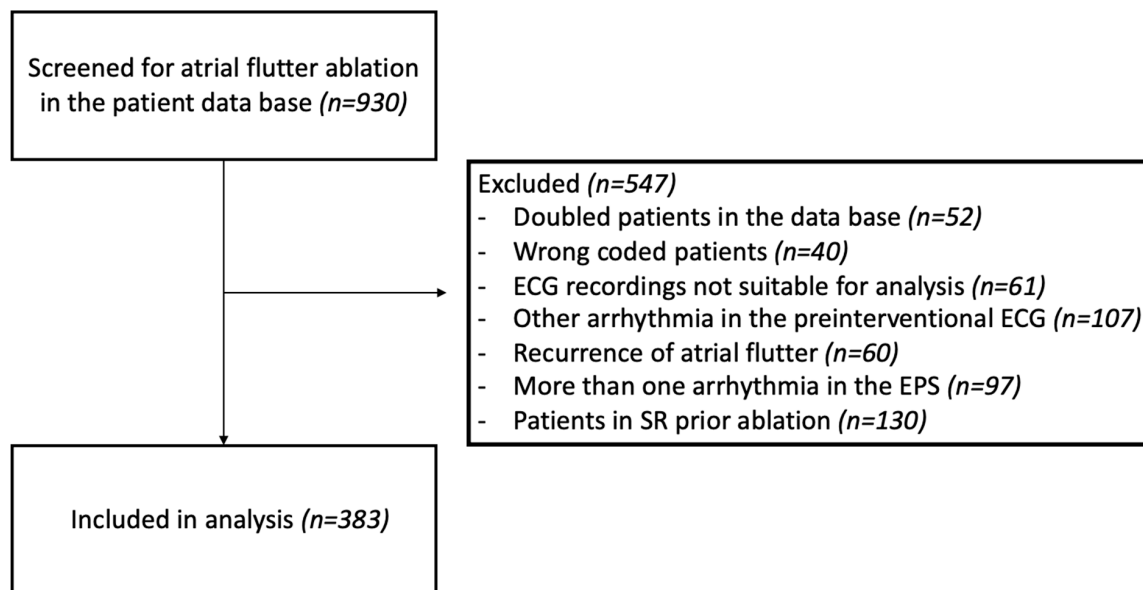 Screened for atrial flutter ablation
in the patient data base (n=930)
Excluded (n=547)
- Doubled patients in the data base (n=52)
- Wrong coded patients (n=40)
- ECG recordings not suitable for analysis (n=61)
- Other arrhythmia in the preinterventional ECG (n=107)
- Recurrence of atrial flutter (n=60)
- More than one arrhythmia in the EPS (n=97)
- Patients in SR prior ablation (n=130)
Included in analysis (n=383)